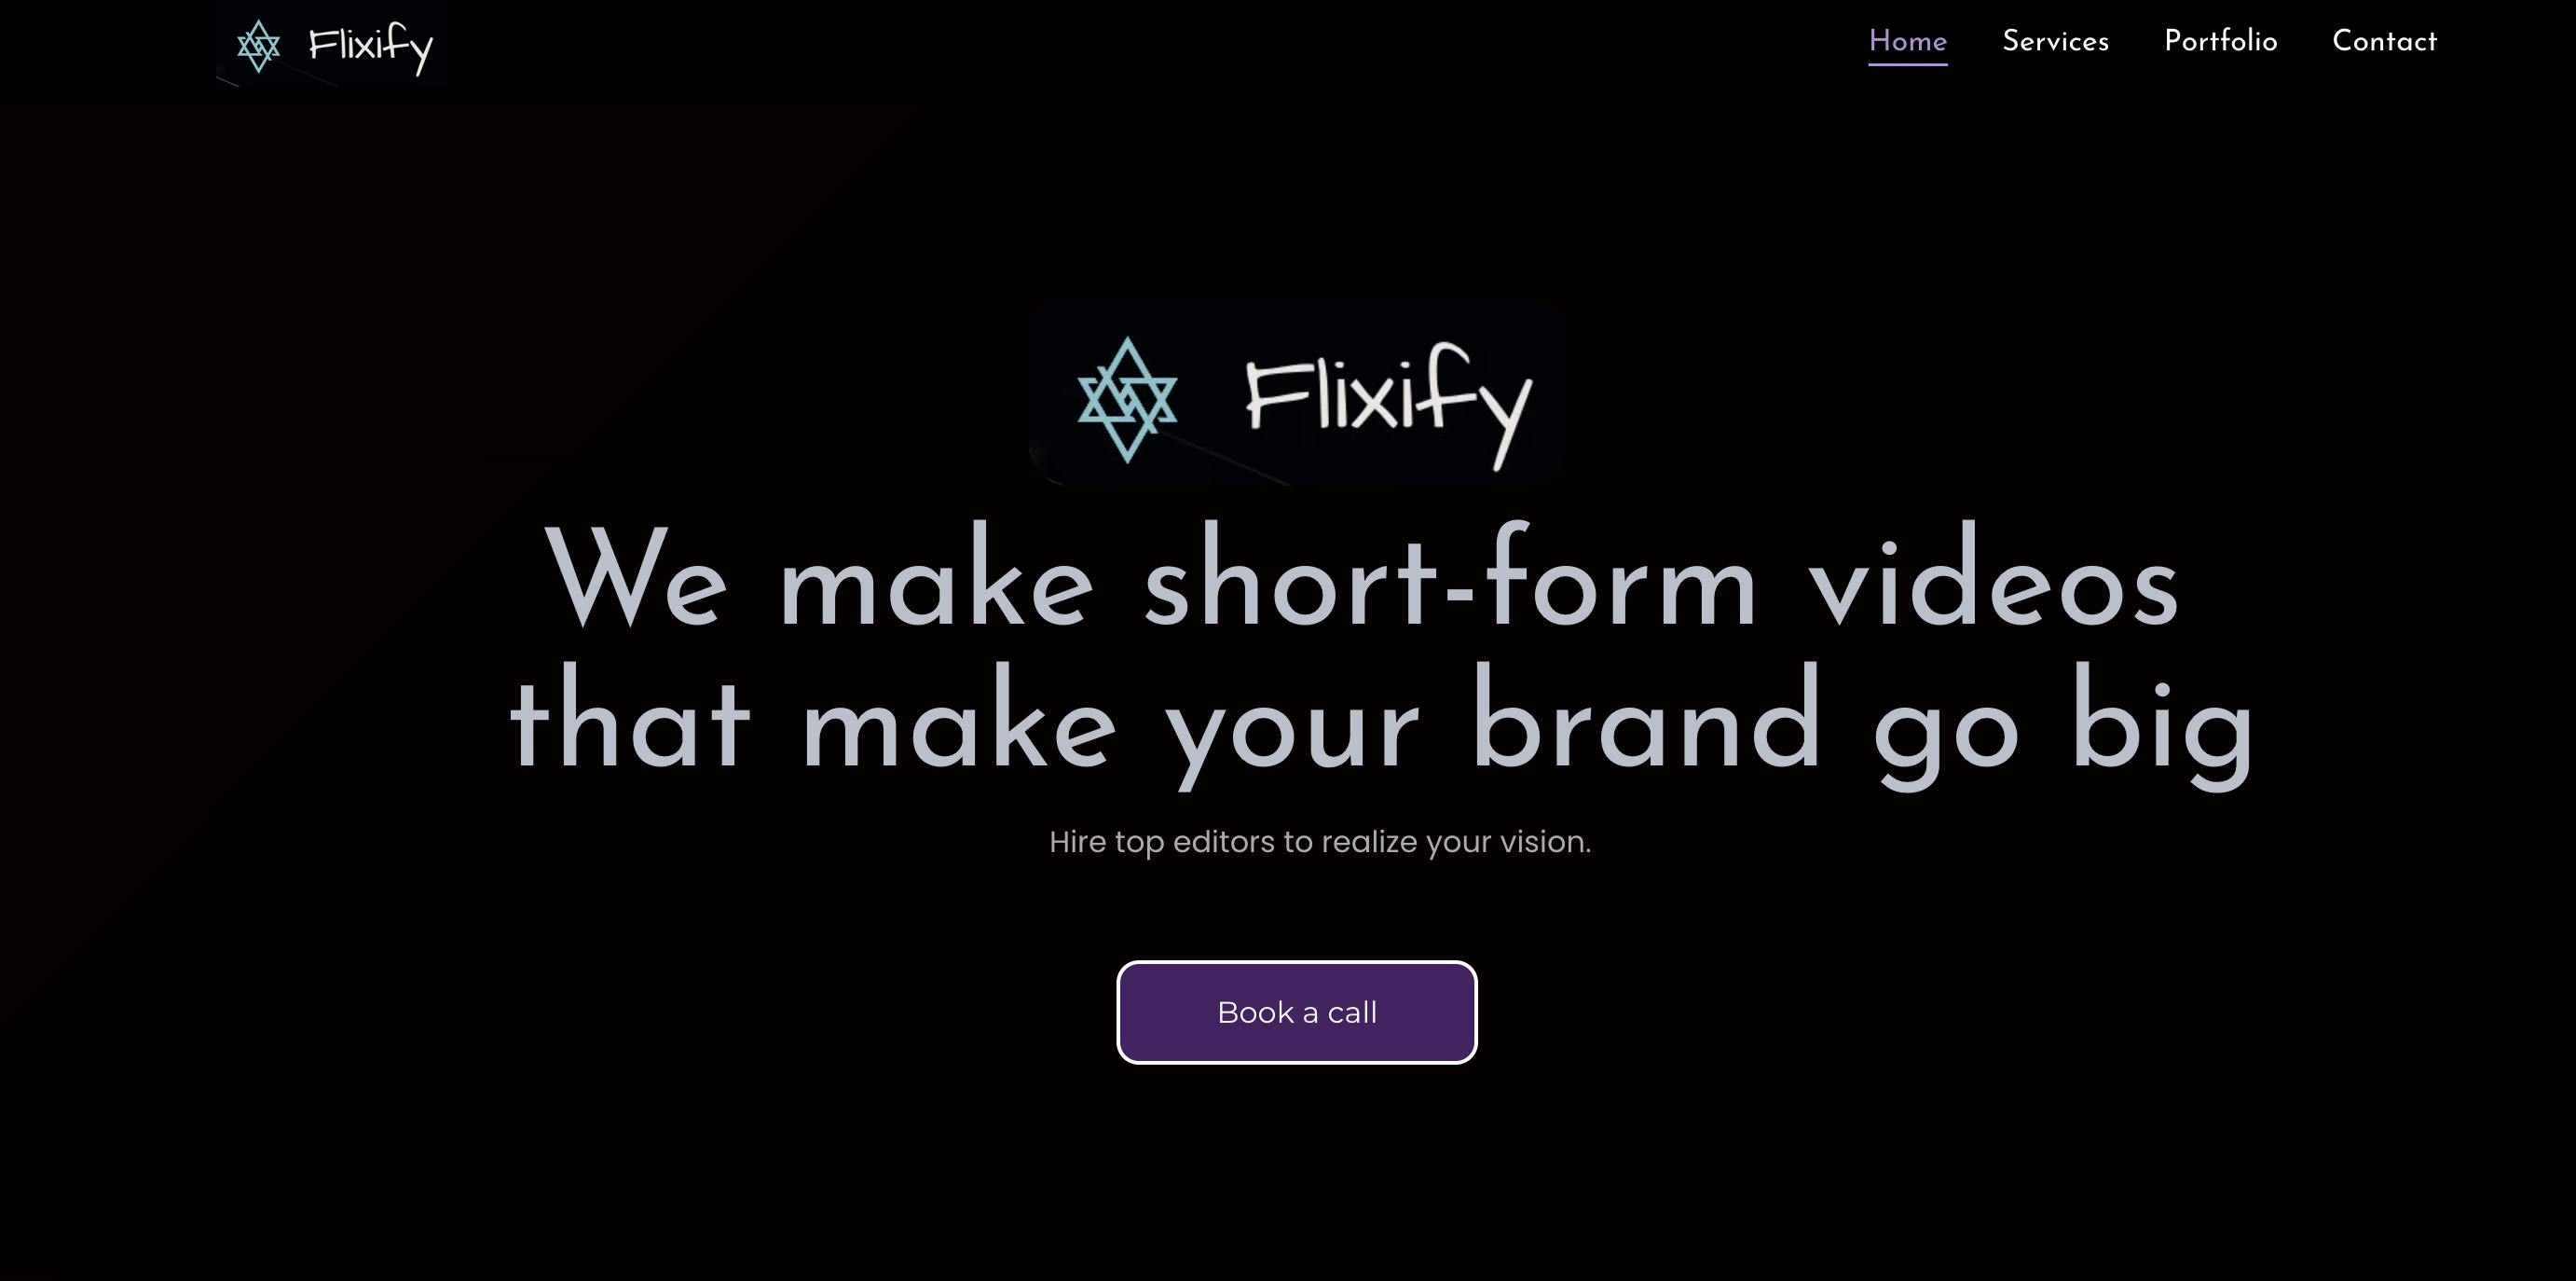 Flixify
Home Services Portfolio Contact
Flixify
We make short-form videos
that make your brand go big
Hire top editors to realize your vision.
Book a call